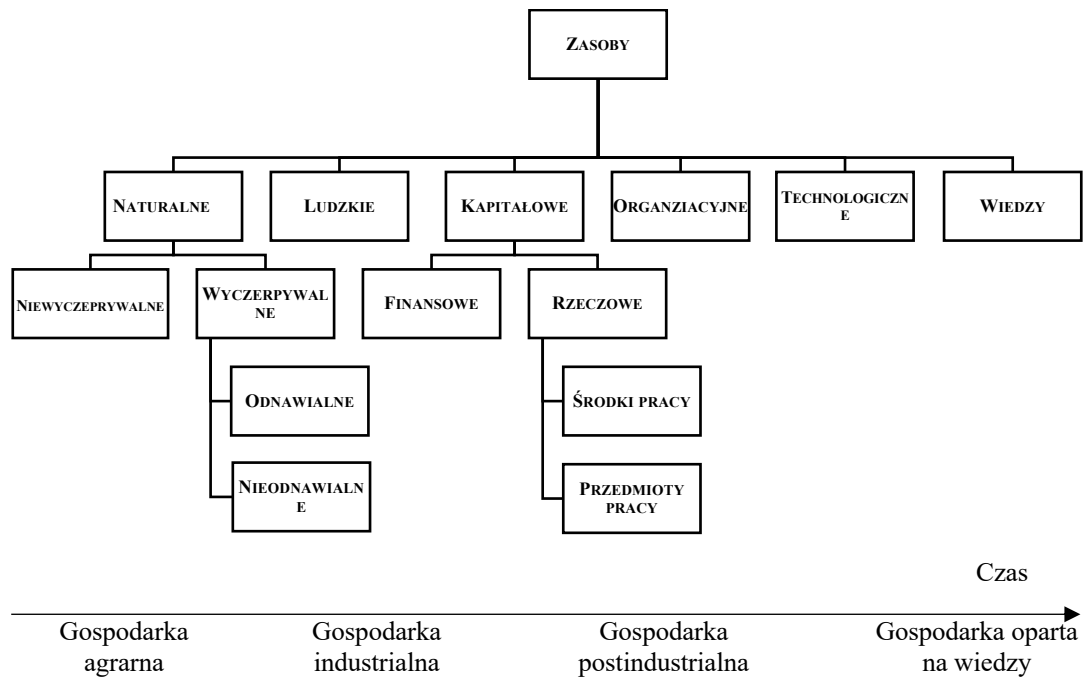 ZASOBY
NATURALNE
LUDZKIE
KAPITAŁOWE
ORGANZIACYJNE
TECHNOLOGICZN
E
WIEDZY
NIEWYCZEPRYWALNE
WYCZERPYWAL
NE
FINANSOWE
RZECZOWE
ODNAWIALNE
ŚRODKI PRACY
NIEODNAWIALN
E
PRZEDMIOTY
PRACY
Czas
Gospodarka
agrarna
Gospodarka
industrialna
Gospodarka
postindustrialna
Gospodarka oparta
na wiedzy